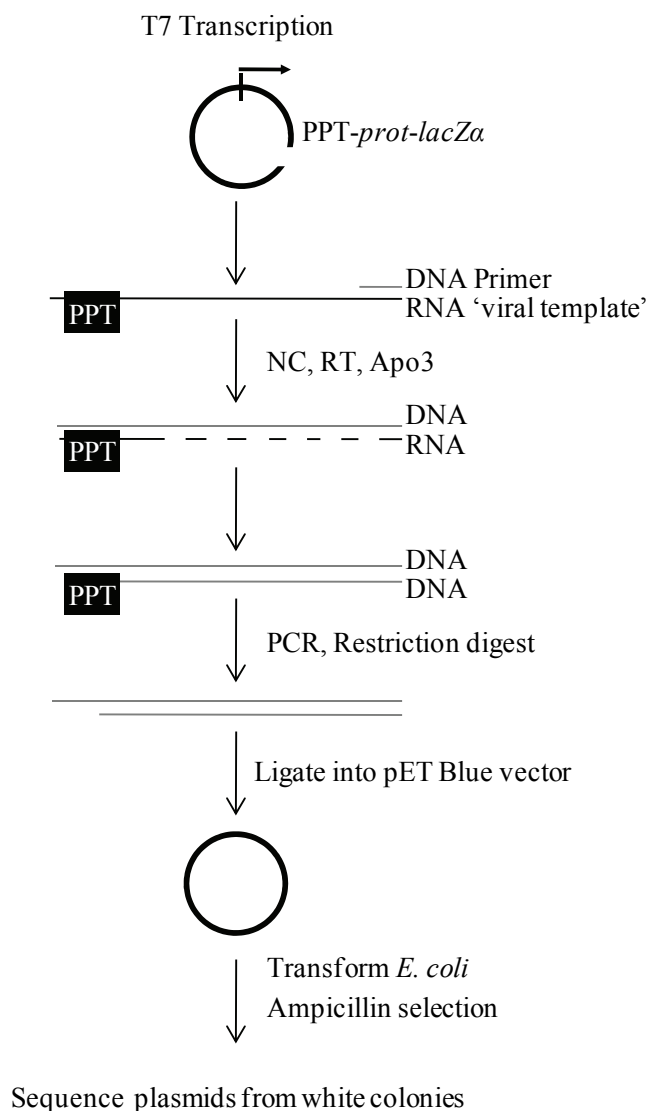 T7 Transcription
PPT-prot-lacZα
DNA Primer
PPT
RNA ‘viral template’
NC, RT, Apo3
DNA
PPT
RNA
DNA
PPT
DNA
PCR, Restriction digest
Ligate into pET Blue vector
Transform E. coli
Ampicillin selection
Sequence plasmids from white colonies